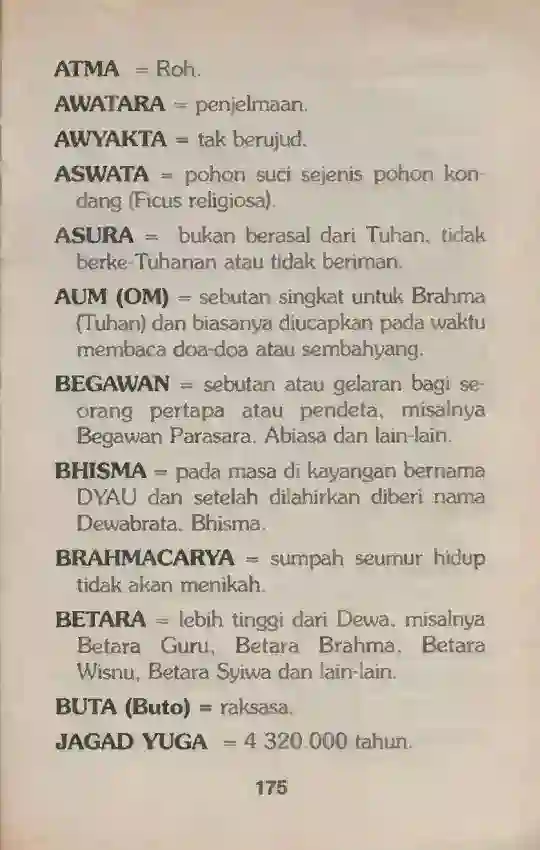 ATMA = Roh.
AWATARA = penjelmaan.
AWYAKTA = tak berujud.
ASWATA = pohon suci sejenis pohon kon-
dang (Ficus religiosa).
ASURA = bukan berasal dari Tuhan, tidak
berke-Tuhanan atau tidak beriman.
AUM (OM) = sebutan singkat untuk Brahma
(Tuhan) dan biasanya diucapkan pada waktu
membaca doa-doa atau sembahyang.
BEGAWAN = sebutan atau gelaran bagi se-
orang pertapa atau pendeta, misalnya
Begawan Parasara, Abiasa dan lain-lain.
BHISMA = pada masa di kayangan bernama
DYAU dan setelah dilahirkan diberi nama
Dewabrata, Bhisma.
BRAHMACARYA = sumpah seumur hidup
tidak akan menikah.
BETARA = lebih tinggi dari Dewa, misalnya
Betara Guru, Betara Brahma, Betara
Wisnu, Betara Syiwa dan lain-lain.
BUTA (Buto) = raksasa.
JAGAD YUGA = 4.320.000 tahun.
175